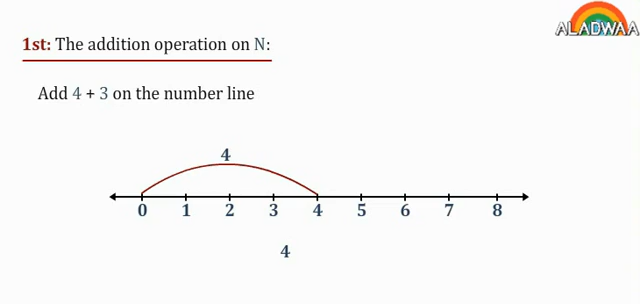 ALADWAA
1st: The addition operation on N:
Add 4 + 3 on the number line
4
0 1 2 3 4 5 6 7 8
4